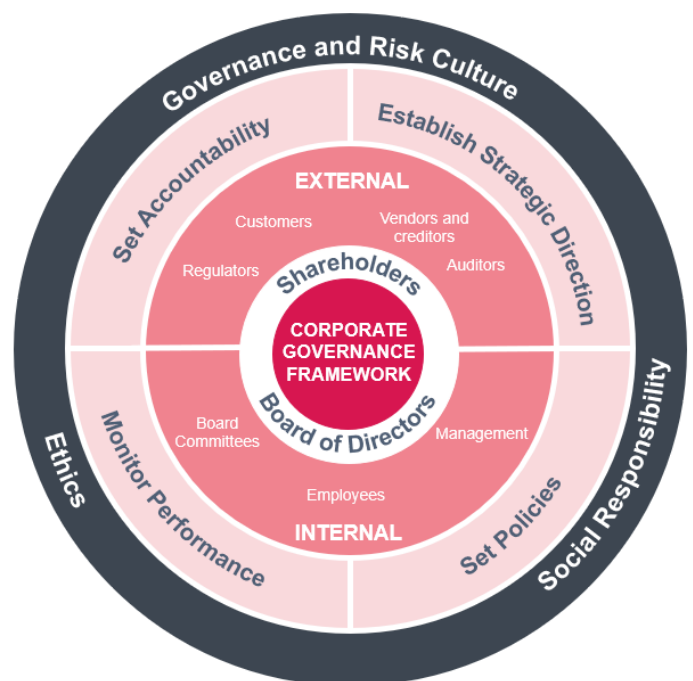 Governance and Risk Culture
Set Accountability
Establish Strategic Direction
EXTERNAL
Customers
Vendors and
creditors
Regulators
Auditors
Shareholders
CORPORATE
GOVERNANCE
FRAMEWORK
Board of Directors
Board
Committees
Management
Employees
INTERNAL
Monitor Performance
Set Policies
Ethics
Social Responsibility